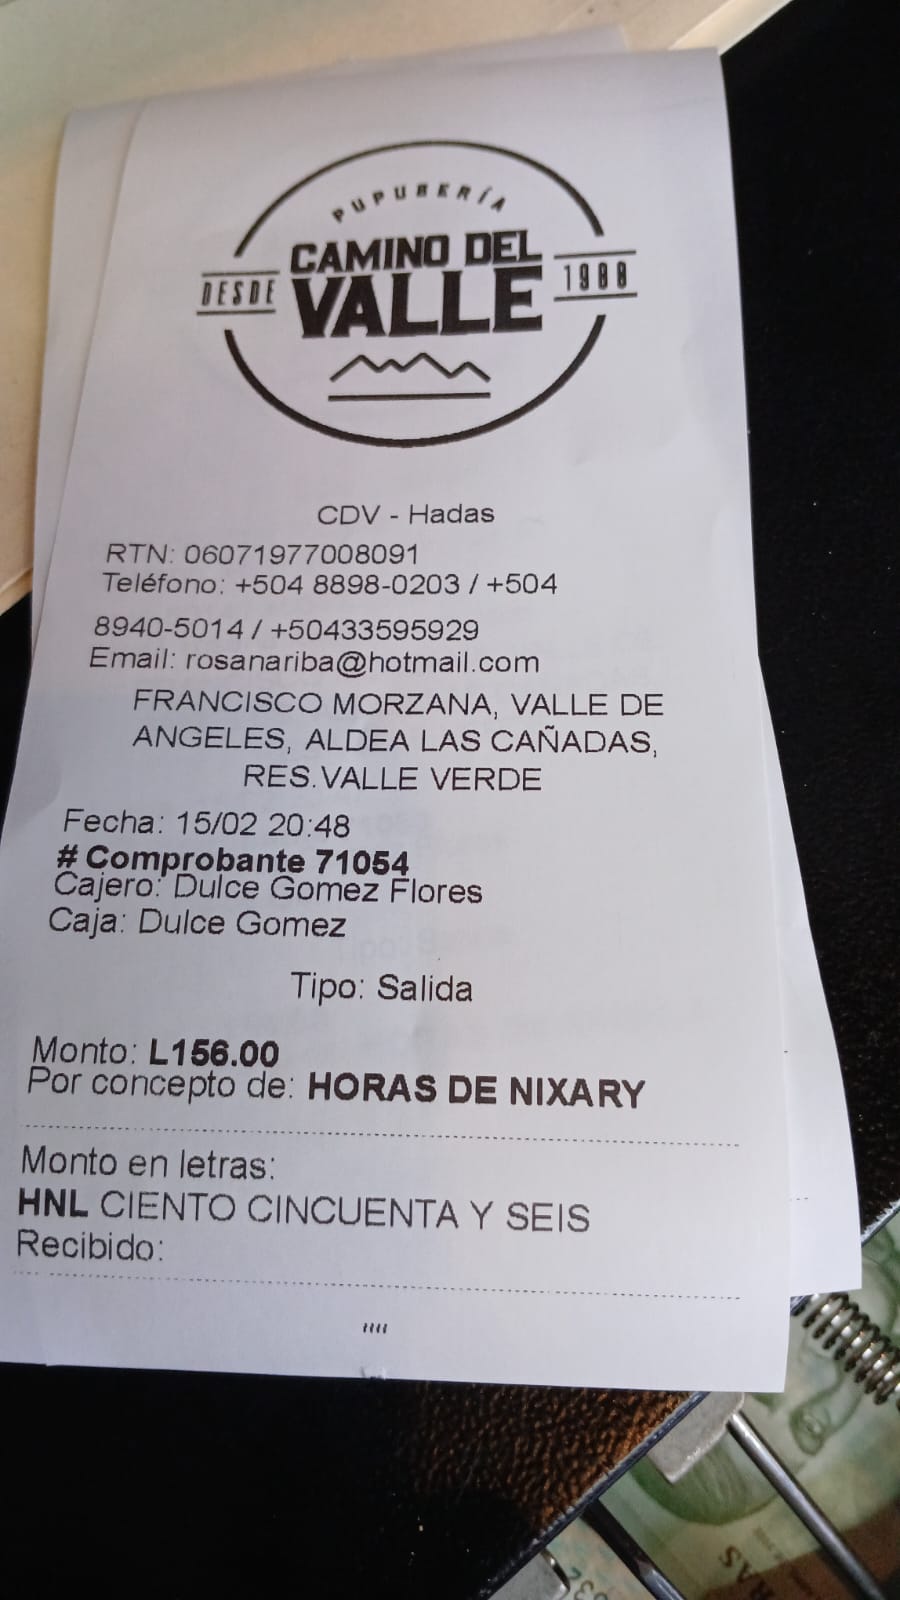 PUPUSERÍA
CAMINO DEL
DESDE VALLE 1988
CDV - Hadas
RTN: 06071977008091
Teléfono: +504 8898-0203 / +504
8940-5014 / +50433595929
Email: rosanariba@hotmail.com
FRANCISCO MORZANA, VALLE DE
ANGELES, ALDEA LAS CAÑADAS,
RES.VALLE VERDE
Fecha: 15/02 20:48
# Comprobante 71054
Cajero: Dulce Gomez Flores
Caja: Dulce Gomez
Tipo: Salida
Monto: L156.00
Por concepto de: HORAS DE NIXARY
Monto en letras:
HNL CIENTO CINCUENTA Y SEIS
Recibido: